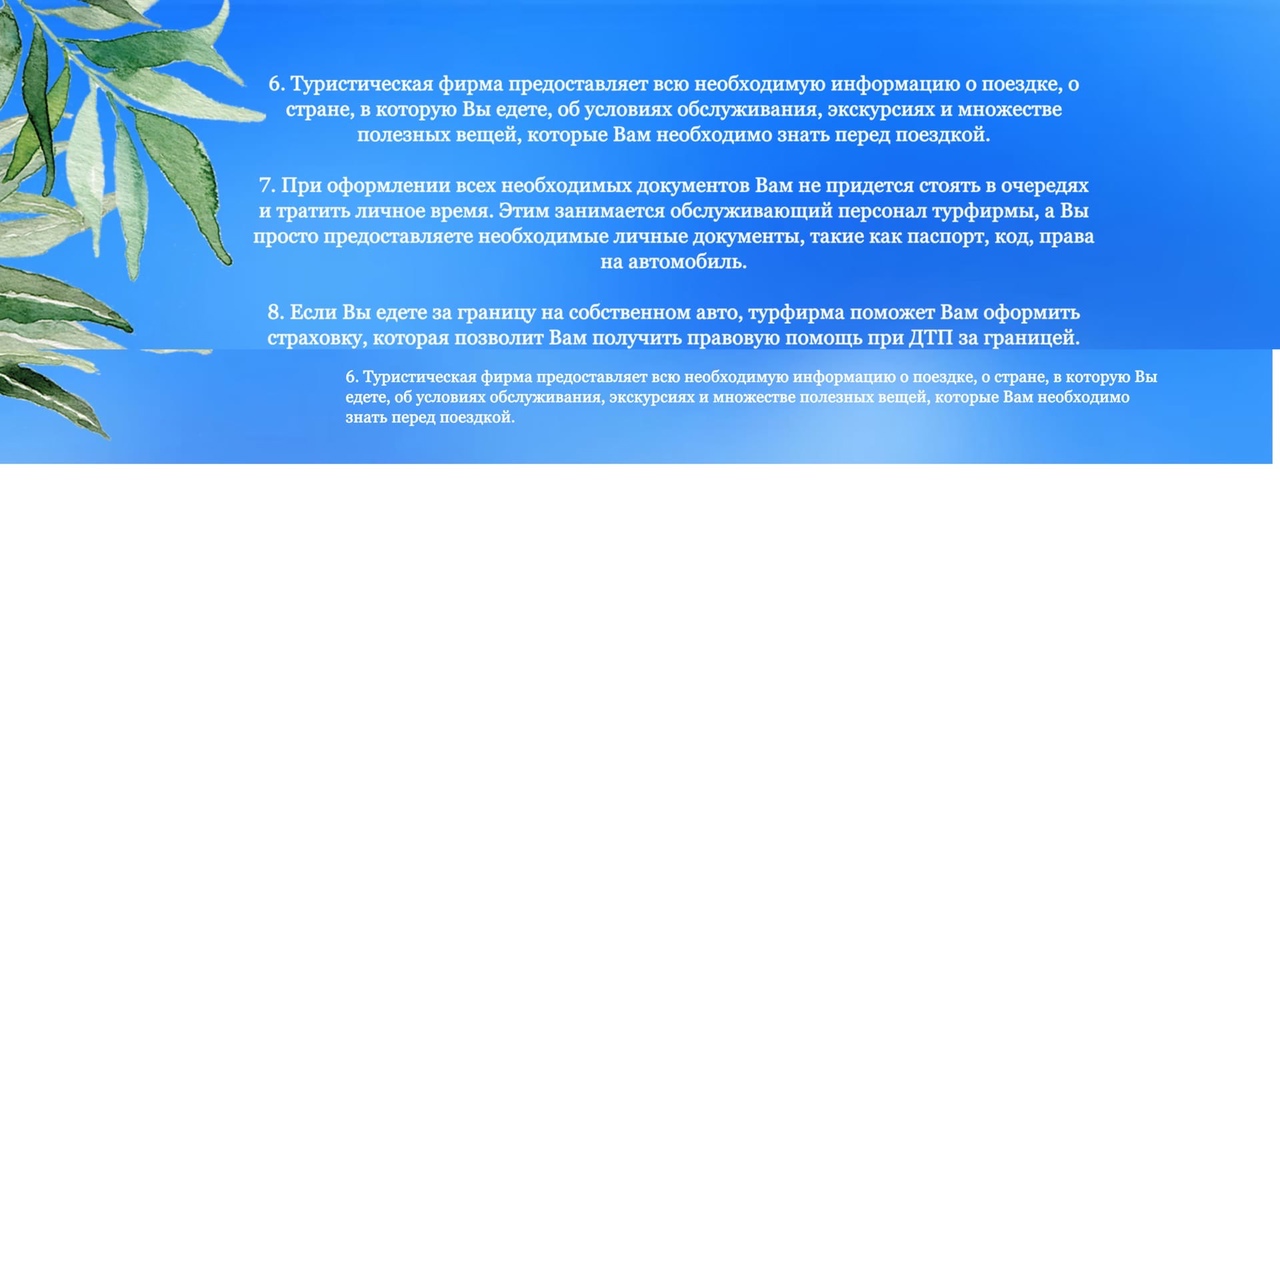 6. Туристическая фирма предоставляет всю необходимую информацию о поездке, о
стране, в которую Вы едете, об условиях обслуживания, экскурсиях и множестве
полезных вещей, которые Вам необходимо знать перед поездкой.
7. При оформлении всех необходимых документов Вам не придется стоять в очередях
и тратить личное время. Этим занимается обслуживающий персонал турфирмы, а Вы
просто предоставляете необходимые личные документы, такие как паспорт, код, права
на автомобиль.
8. Если Вы едете за границу на собственном авто, турфирма поможет Вам оформить
страховку, которая позволит Вам получить правовую помощь при ДТП за границей.
6. Туристическая фирма предоставляет всю необходимую информацию о поездке, о стране, в которую Вы
едете, об условиях обслуживания, экскурсиях и множестве полезных вещей, которые Вам необходимо
знать перед поездкой.